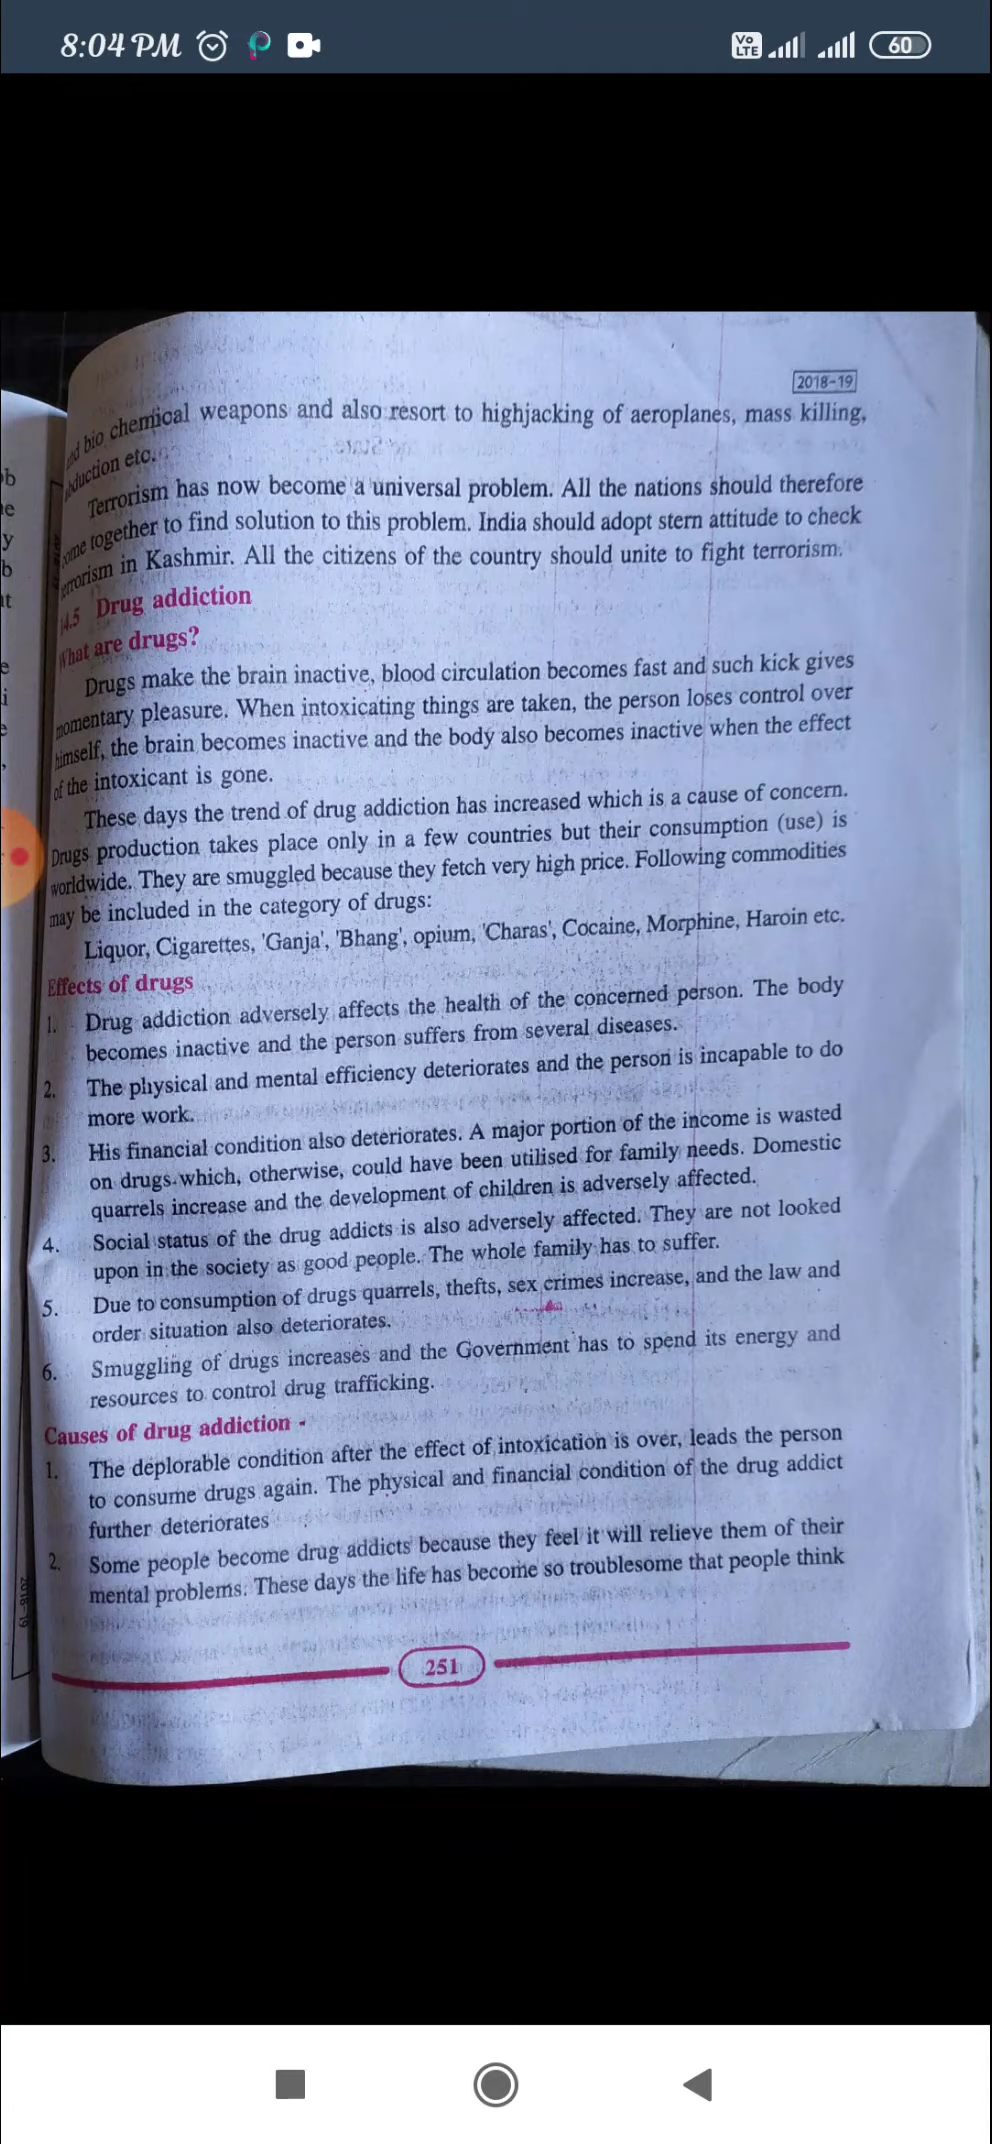 8:04 PM
Vo
LTE
60
2018-19
bio chemical weapons and also resort to highjacking of aeroplanes, mass killing,
etc.
Terrorism has now become a universal problem. All the nations should therefore
together to find solution to this problem. India should adopt stern attitude to check
in Kashmir. All the citizens of the country should unite to fight terrorism.
Drug addiction
What are drugs?
Drugs make the brain inactive, blood circulation becomes fast and such kick gives
momentary pleasure. When intoxicating things are taken, the person loses control over
himself, the brain becomes inactive and the body also becomes inactive when the effect
of the intoxicant is gone.
These days the trend of drug addiction has increased which is a cause of concern.
Drugs production takes place only in a few countries but their consumption (use) is
worldwide. They are smuggled because they fetch very high price. Following commodities
may be included in the category of drugs:
Liquor, Cigarettes, 'Ganja', 'Bhang', opium, 'Charas', Cocaine, Morphine, Haroin etc.
Effects of drugs
1. Drug addiction adversely affects the health of the concerned person. The body
becomes inactive and the person suffers from several diseases.
2. The physical and mental efficiency deteriorates and the person is incapable to do
more work.
3. His financial condition also deteriorates. A major portion of the income is wasted
on drugs which, otherwise, could have been utilised for family needs. Domestic
quarrels increase and the development of children is adversely affected.
4. Social status of the drug addicts is also adversely affected. They are not looked
upon in the society as good people. The whole family has to suffer.
5. Due to consumption of drugs quarrels, thefts, sex crimes increase, and the law and
order situation also deteriorates.
6. Smuggling of drugs increases and the Government has to spend its energy and
resources to control drug trafficking.
Causes of drug addiction -
1. The deplorable condition after the effect of intoxication is over, leads the person
to consume drugs again. The physical and financial condition of the drug addict
further deteriorates
2. Some people become drug addicts because they feel it will relieve them of their
mental problems. These days the life has become so troublesome that people think
251